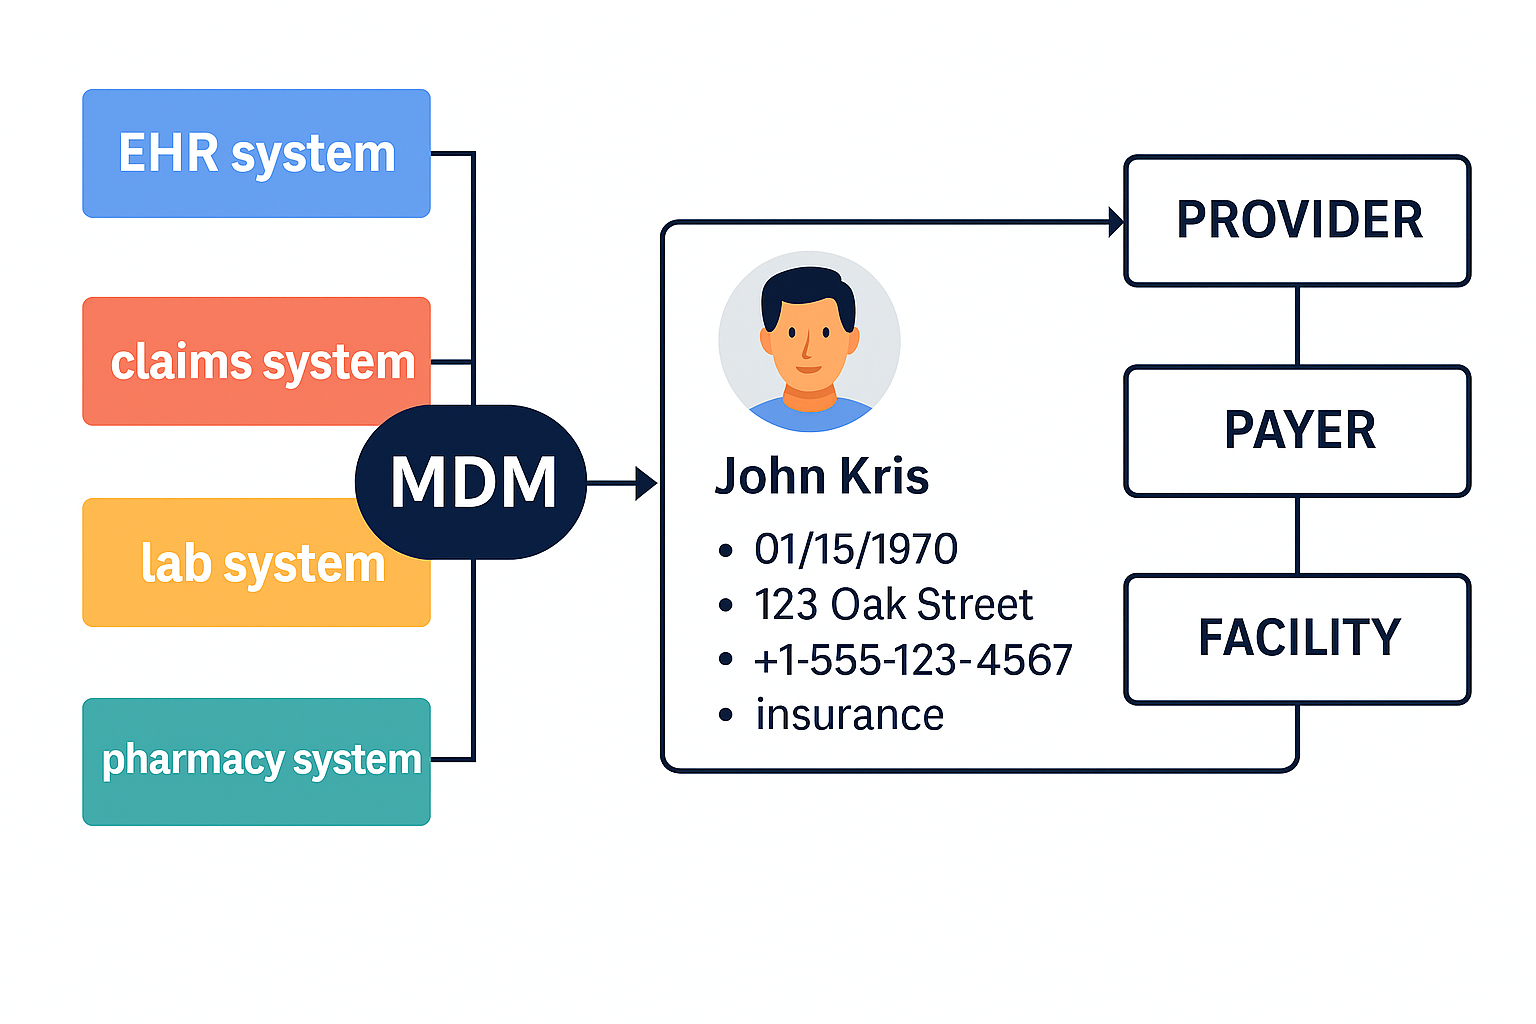 EHR system
claims system
MDM
lab system
pharmacy system
John Kris
• 01/15/1970
• 123 Oak Street
• +1-555-123-4567
• insurance
PROVIDER
PAYER
FACILITY